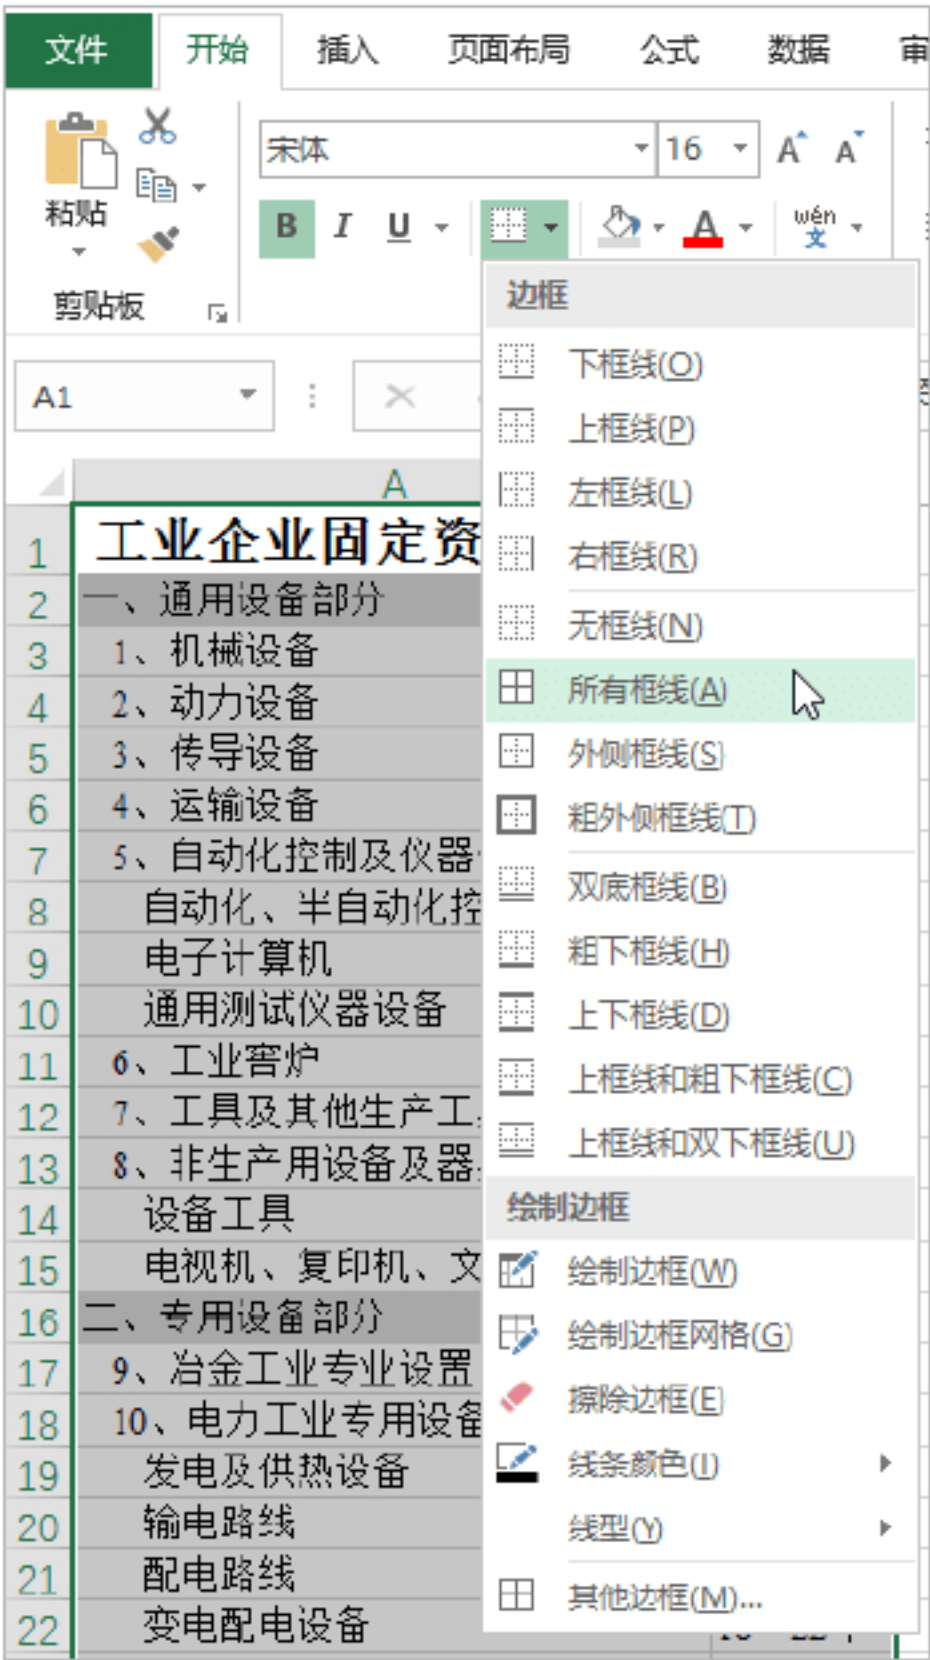 文件 开始 插入 页面布局 公式 数据 审
宋体 16 A A
粘贴 B I U A wén 文
剪贴板
边框
下框线(O)
上框线(P)
左框线(L)
右框线(R)
无框线(N)
所有框线(A)
外侧框线(S)
粗外侧框线(T)
双底框线(B)
粗下框线(H)
上下框线(D)
上框线和粗下框线(C)
上框线和双下框线(U)
绘制边框
绘制边框(W)
绘制边框网格(G)
擦除边框(E)
线条颜色(I)
线型(Y)
其他边框(M)...
A1
A
1 工业企业固定资
2 一、通用设备部分
3 1、机械设备
4 2、动力设备
5 3、传导设备
6 4、运输设备
7 5、自动化控制及仪器
8 自动化、半自动化控
9 电子计算机
10 通用测试仪器设备
11 6、工业窖炉
12 7、工具及其他生产工
13 8、非生产用设备及器
14 设备工具
15 电视机、复印机、文
16 二、专用设备部分
17 9、冶金工业专业设置
18 10、电力工业专用设备
19 发电及供热设备
20 输电路线
21 配电路线
22 变电配电设备